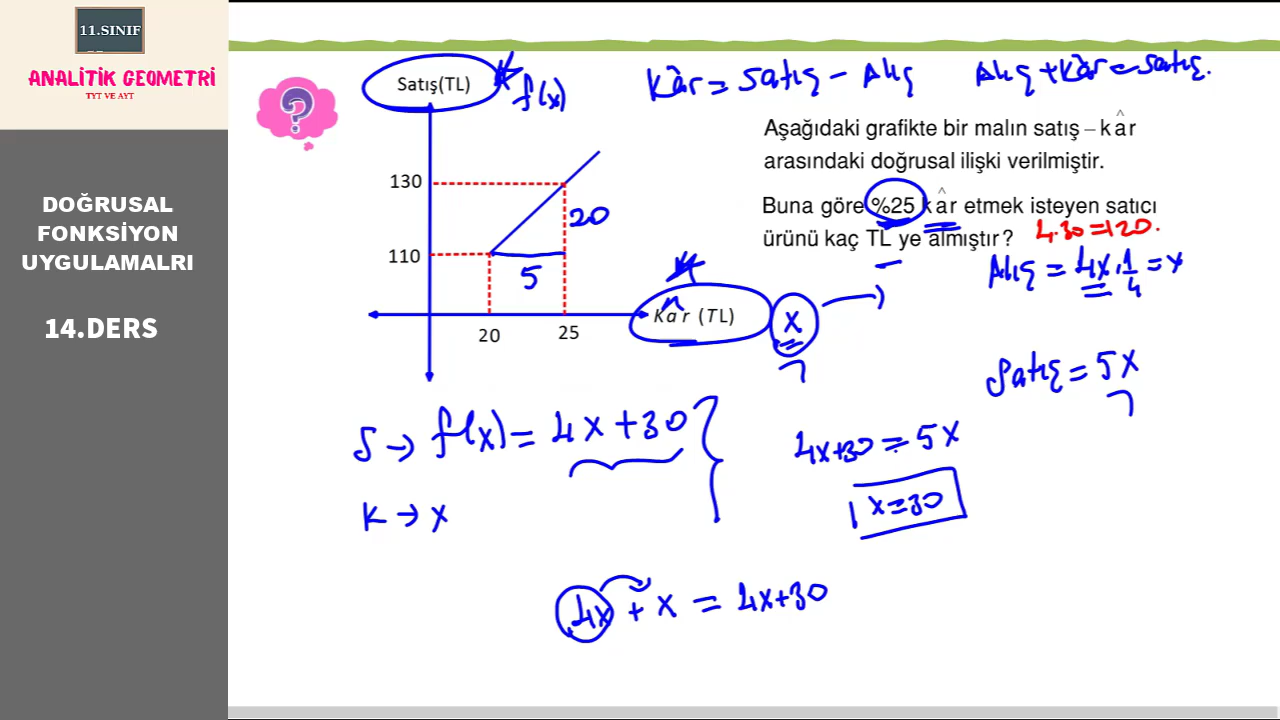 11.SINIF
ANALİTİK GEOMETRİ
TYT VE AYT
DOĞRUSAL
FONKSİYON
UYGULAMALRI
14.DERS
Satış(TL)
f(x)
130
110
20
5
20
25
Kâr (TL)
x
Kâr = Satış - Alış
Alış + Kâr = Satış.
Aşağıdaki grafikte bir malın satış – kâr
arasındaki doğrusal ilişki verilmiştir.
Buna göre %25 kâr etmek isteyen satıcı
ürünü kaç TL ye almıştır?
4.30=120.
Alış = 4x.1/4 = x
Satış = 5x
S → f(x) = 4x + 30
K → x
4x+30 = 5x
x=30
4x + x = 4x+30